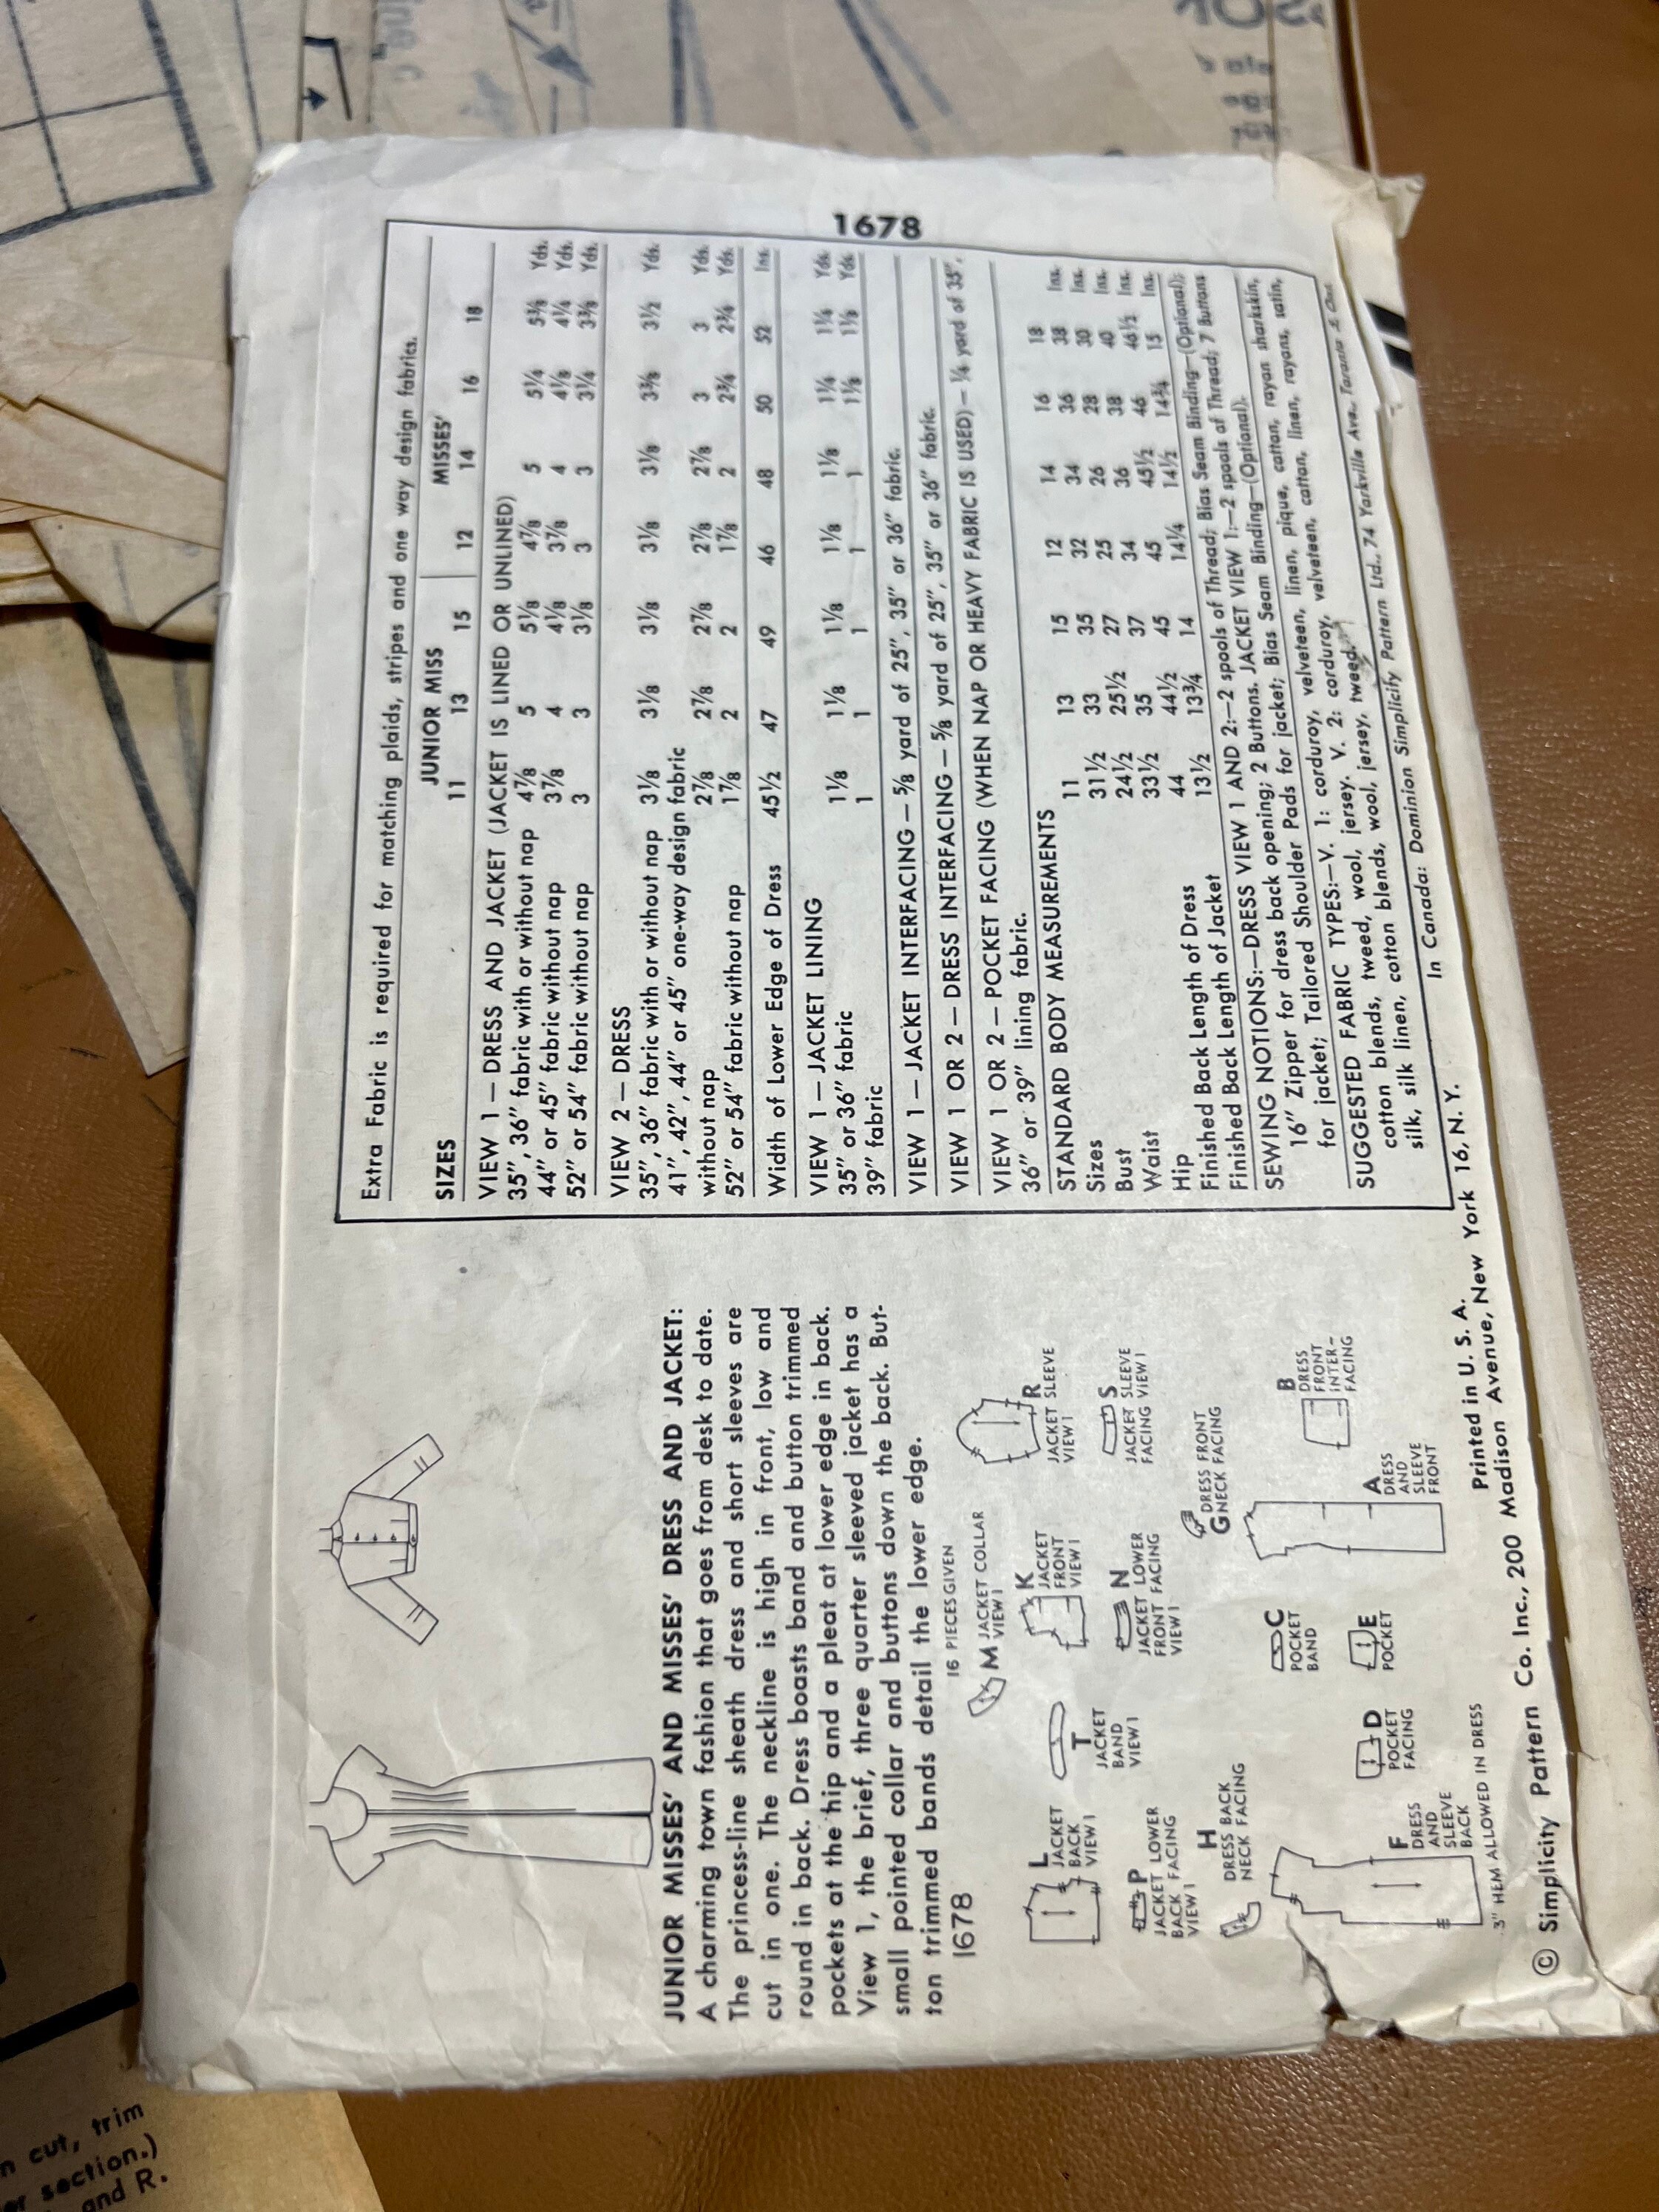 JUNIOR MISSES' AND MISSES' DRESS AND JACKET:
A charming town fashion that goes from desk to date.
The princess-line sheath dress and short sleeves are
cut in one. The neckline is high in front, low and
round in back. Dress boasts band and button trimmed
pockets at the hip and a pleat at lower edge in back.
View 1, the brief, three quarter sleeved jacket has a
small pointed collar and buttons down the back. But-
ton trimmed bands detail the lower edge.
1678
16 PIECES GIVEN
M JACKET COLLAR
VIEW 1
L
JACKET
BACK
VIEW 1
T
JACKET
BAND
VIEW 1
K
JACKET
FRONT
VIEW 1
R
JACKET SLEEVE
VIEW 1
P
JACKET LOWER
BACK FACING
VIEW 1
N
JACKET LOWER
FRONT FACING
VIEW 1
S
JACKET SLEEVE
FACING VIEW 1
H
DRESS BACK
NECK FACING
G DRESS FRONT
NECK FACING
C
POCKET
BAND
B
DRESS
FRONT
INTER-
FACING
F
DRESS
AND
SLEEVE
BACK
D
POCKET
FACING
E
POCKET
A
DRESS
AND
SLEEVE
FRONT
3" HEM ALLOWED IN DRESS
Printed in U. S. A.
© Simplicity Pattern Co. Inc., 200 Madison Avenue, New York 16, N. Y.
Extra Fabric is required for matching plaids, stripes and one way design fabrics.
JUNIOR MISS MISSES'
SIZES 11 13 15 12 14 16 18
VIEW 1 — DRESS AND JACKET (JACKET IS LINED OR UNLINED)
35", 36" fabric with or without nap 4⅞ 5 5⅛ 4⅞ 5 5¼ 5⅜ Yds.
44" or 45" fabric without nap 3⅞ 4 4⅛ 3⅞ 4 4⅛ 4¼ Yds.
52" or 54" fabric without nap 3 3 3⅛ 3 3 3¼ 3⅜ Yds.
VIEW 2 — DRESS
35", 36" fabric with or without nap 3⅛ 3⅛ 3⅛ 3⅛ 3⅛ 3⅜ 3½ Yds.
41", 42", 44" or 45" one-way design fabric
without nap 2⅞ 2⅞ 2⅞ 2⅞ 2⅞ 3 3 Yds.
52" or 54" fabric without nap 1⅞ 2 2 1⅞ 2 2¾ Yds.
Width of Lower Edge of Dress 45½ 47 49 46 48 50 52 Ins.
VIEW 1 — JACKET LINING
35" or 36" fabric 1⅛ 1⅛ 1⅛ 1⅛ 1⅛ 1¼ 1¼ Yds.
39" fabric 1 1 1 1 1 1⅛ 1⅛ Yds
VIEW 1 — JACKET INTERFACING — ⅝ yard of 25", 35" or 36" fabric.
VIEW 1 OR 2 — DRESS INTERFACING — ⅝ yard of 25", 35" or 36" fabric.
VIEW 1 OR 2 — POCKET FACING (WHEN NAP OR HEAVY FABRIC IS USED) — ¼ yard of 35",
36" or 39" lining fabric.
STANDARD BODY MEASUREMENTS
Sizes 11 13 15 12 14 16 18
Bust 31½ 33 35 32 34 36 38 Ins.
Waist 24½ 25½ 27 25 26 28 30 Ins.
Hip 33½ 35 37 34 36 38 40 Ins.
Finished Back Length of Dress 44 44½ 45 45 45½ 46 46½ Ins.
Finished Back Length of Jacket 13½ 13¾ 14 14¼ 14½ 14¾ 15 Ins.
SEWING NOTIONS:—DRESS VIEW 1 AND 2:—2 spools of Thread; Bias Seam Binding—(Optional);
16" Zipper for dress back opening; 2 Buttons. JACKET VIEW 1:—2 spools of Thread; 7 Buttons
for jacket; Tailored Shoulder Pads for jacket; Bias Seam Binding—(Optional).
SUGGESTED FABRIC TYPES:—V. 1: corduroy, velveteen, linen, pique, cotton, rayon sharkskin,
cotton blends, tweed, wool, jersey. V. 2: corduroy, velveteen, cotton, linen, rayons, satin,
silk, silk linen, cotton blends, wool, jersey, tweed.
In Canada: Dominion Simplicity Pattern Ltd., 74 Yorkville Ave., Toronto 5, Ont.
1678
cut, trim
section.)
and R.